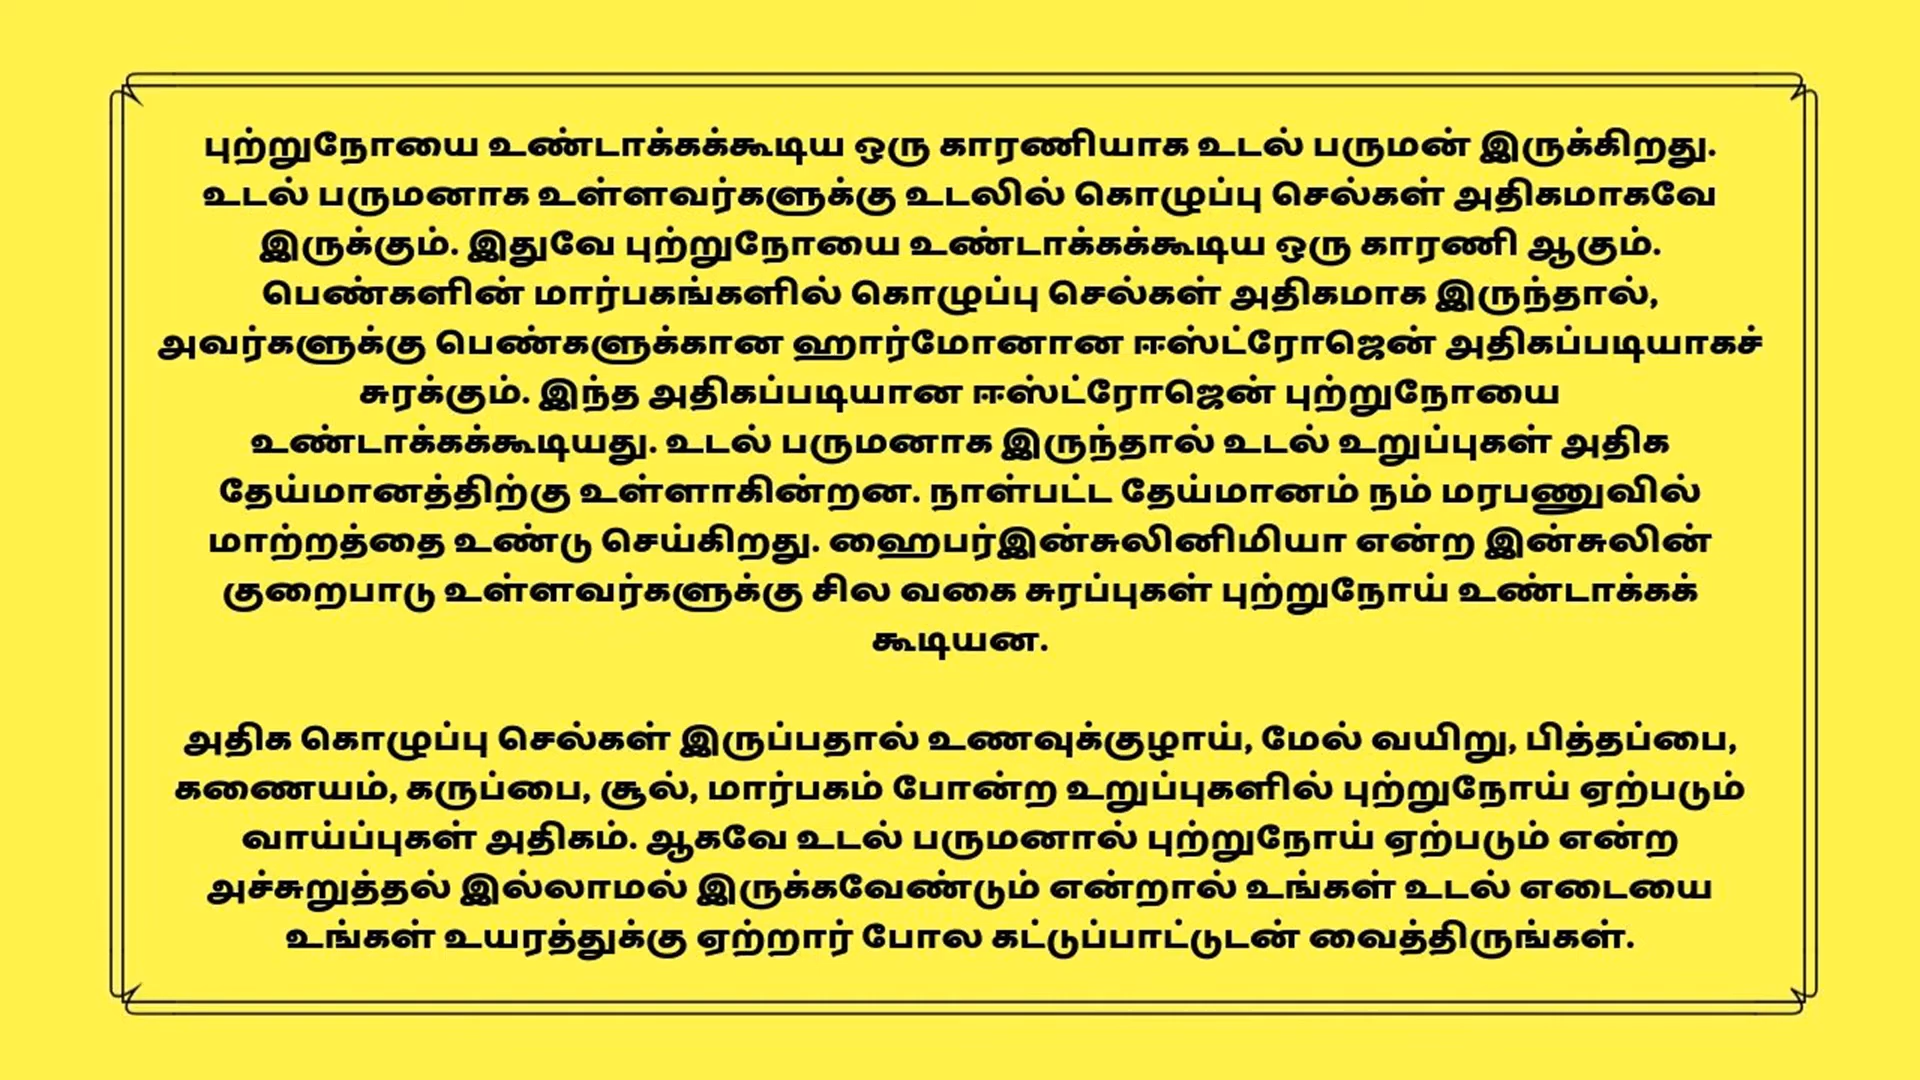 புற்றுநோயை உண்டாக்கக்கூடிய ஒரு காரணியாக உடல் பருமன் இருக்கிறது.
உடல் பருமனாக உள்ளவர்களுக்கு உடலில் கொழுப்பு செல்கள் அதிகமாகவே
இருக்கும். இதுவே புற்றுநோயை உண்டாக்கக்கூடிய ஒரு காரணி ஆகும்.
பெண்களின் மார்பகங்களில் கொழுப்பு செல்கள் அதிகமாக இருந்தால்,
அவர்களுக்கு பெண்களுக்கான ஹார்மோனான ஈஸ்ட்ரோஜென் அதிகப்படியாகச்
சுரக்கும். இந்த அதிகப்படியான ஈஸ்ட்ரோஜென் புற்றுநோயை
உண்டாக்கக்கூடியது. உடல் பருமனாக இருந்தால் உடல் உறுப்புகள் அதிக
தேய்மானத்திற்கு உள்ளாகின்றன. நாள்பட்ட தேய்மானம் நம் மரபணுவில்
மாற்றத்தை உண்டு செய்கிறது. ஹைபர்இன்சுலினிமியா என்ற இன்சுலின்
குறைபாடு உள்ளவர்களுக்கு சில வகை சுரப்புகள் புற்றுநோய் உண்டாக்கக்
கூடியன.
அதிக கொழுப்பு செல்கள் இருப்பதால் உணவுக்குழாய், மேல் வயிறு, பித்தப்பை,
கணையம், கருப்பை, சூல், மார்பகம் போன்ற உறுப்புகளில் புற்றுநோய் ஏற்படும்
வாய்ப்புகள் அதிகம். ஆகவே உடல் பருமனால் புற்றுநோய் ஏற்படும் என்ற
அச்சுறுத்தல் இல்லாமல் இருக்கவேண்டும் என்றால் உங்கள் உடல் எடையை
உங்கள் உயரத்துக்கு ஏற்றார் போல கட்டுப்பாட்டுடன் வைத்திருங்கள்.